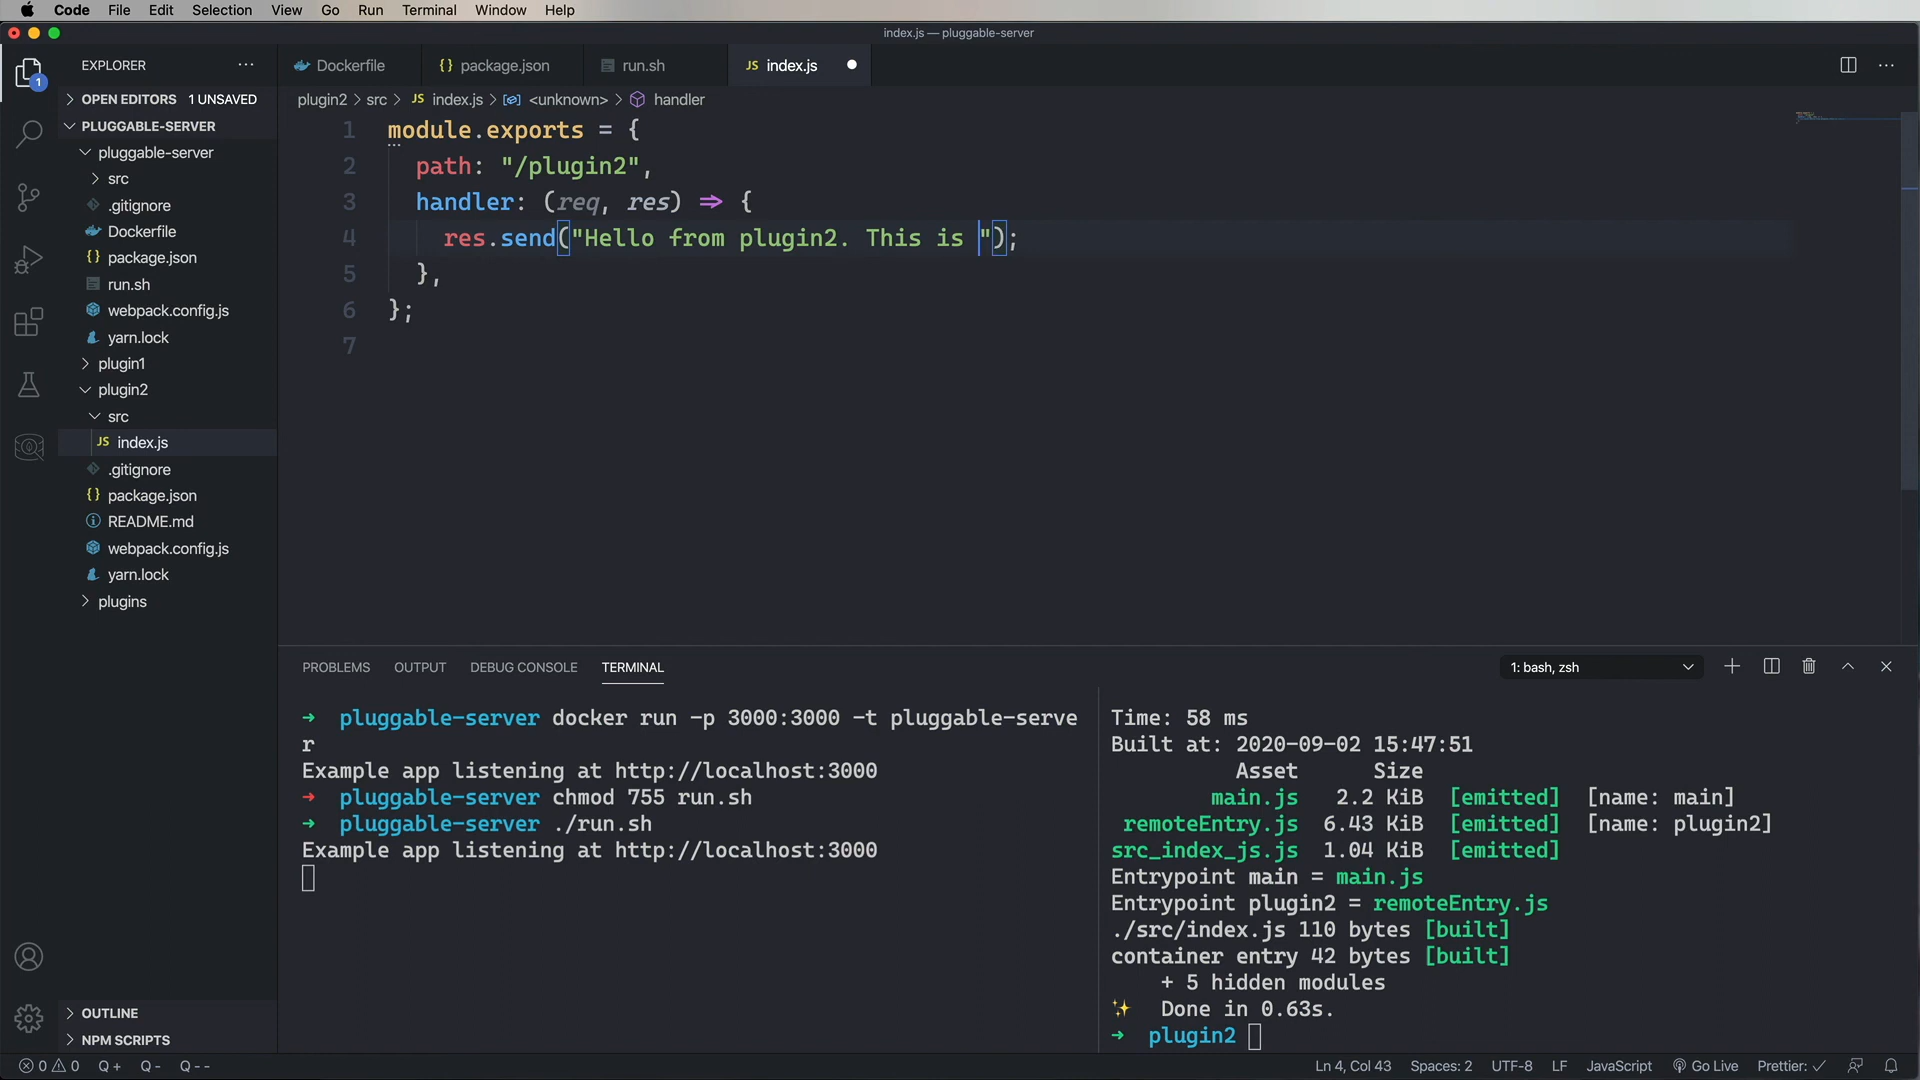 Code File Edit Selection View Go Run Terminal Window Help
index.js — pluggable-server
EXPLORER
Dockerfile
{} package.json
run.sh
JS index.js
1
OPEN EDITORS 1 UNSAVED
PLUGGABLE-SERVER
pluggable-server
src
.gitignore
Dockerfile
{} package.json
run.sh
webpack.config.js
yarn.lock
plugin1
plugin2
src
JS index.js
.gitignore
{} package.json
README.md
webpack.config.js
yarn.lock
plugins
OUTLINE
NPM SCRIPTS
plugin2 > src > JS index.js > <unknown> > handler
1 module.exports = {
2 path: "/plugin2",
3 handler: (req, res) => {
4 res.send("Hello from plugin2. This is ");
5 },
6 };
7
PROBLEMS OUTPUT DEBUG CONSOLE TERMINAL
1: bash, zsh
➜ pluggable-server docker run -p 3000:3000 -t pluggable-serve
r
Example app listening at http://localhost:3000
➜ pluggable-server chmod 755 run.sh
➜ pluggable-server ./run.sh
Example app listening at http://localhost:3000
Time: 58 ms
Built at: 2020-09-02 15:47:51
Asset Size
main.js 2.2 KiB [emitted] [name: main]
remoteEntry.js 6.43 KiB [emitted] [name: plugin2]
src_index_js.js 1.04 KiB [emitted]
Entrypoint main = main.js
Entrypoint plugin2 = remoteEntry.js
./src/index.js 110 bytes [built]
container entry 42 bytes [built]
+ 5 hidden modules
✨ Done in 0.63s.
➜ plugin2
0 0 Q + Q - Q - -
Ln 4, Col 43 Spaces: 2 UTF-8 LF JavaScript Go Live Prettier: ✓